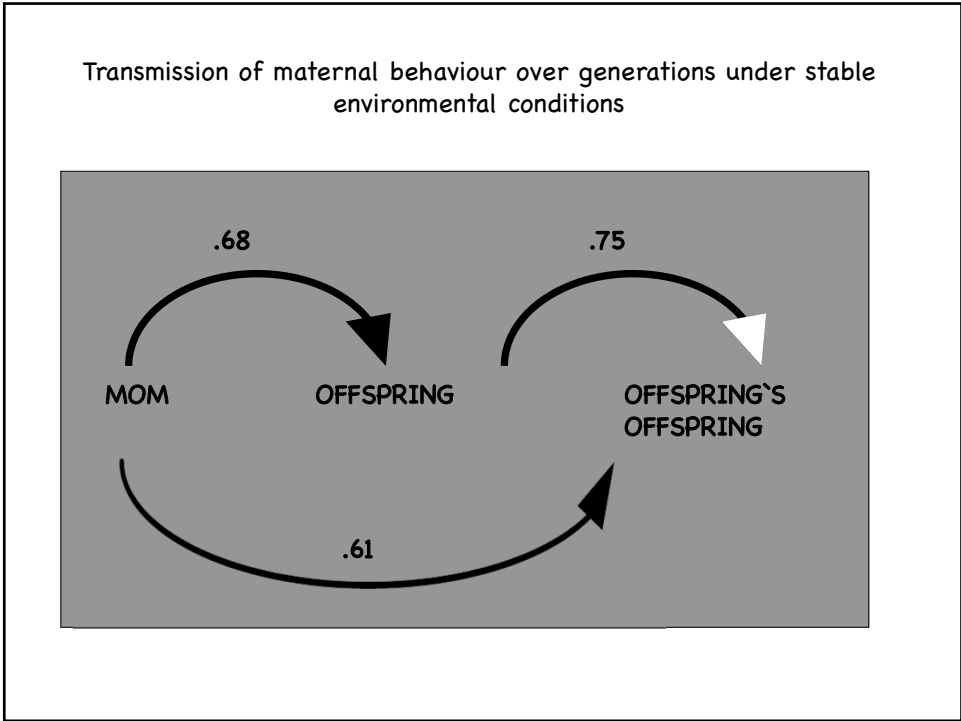 Transmission of maternal behaviour over generations under stable
environmental conditions
.68
.75
MOM
OFFSPRING
OFFSPRING`S
OFFSPRING
.61